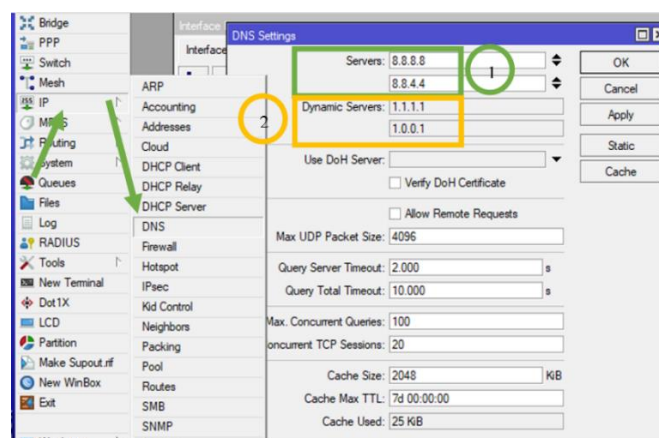 Bridge
PPP
Switch
Mesh
IP
Routing
System
Queues
Files
Log
RADIUS
Tools
New Terminal
Dot1X
LCD
Partition
Make Supout.rif
New WinBox
Exit
ARP
Accounting
Addresses
Cloud
DHCP Client
DHCP Relay
DHCP Server
DNS
Firewall
Hotspot
IPsec
Kid Control
Neighbors
Packing
Pool
Routes
SMB
SNMP
Interface
Interface
DNS Settings
Servers: 8.8.8.8
8.8.4.4
1
Dynamic Servers: 1.1.1.1
1.0.0.1
2
Use DoH Server:
Verify DoH Certificate
Allow Remote Requests
Max UDP Packet Size: 4096
Query Server Timeout: 2.000 s
Query Total Timeout: 10.000 s
Max. Concurrent Queries: 100
oncurrent TCP Sessions: 20
Cache Size: 2048 KiB
Cache Max TTL: 7d 00:00:00
Cache Used: 25 KiB
OK
Cancel
Apply
Static
Cache